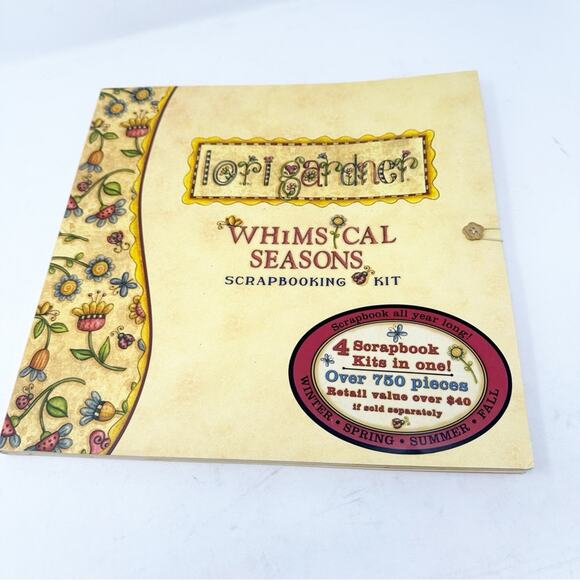 lori gardner
WHiMSiCAL
SEASONS
SCRAPBOOKING KIT
Scrapbook all year long!
4 Scrapbook
Kits in one!
Over 750 pieces
Retail value over $40
if sold separately
WINTER • SPRING • SUMMER • FALL